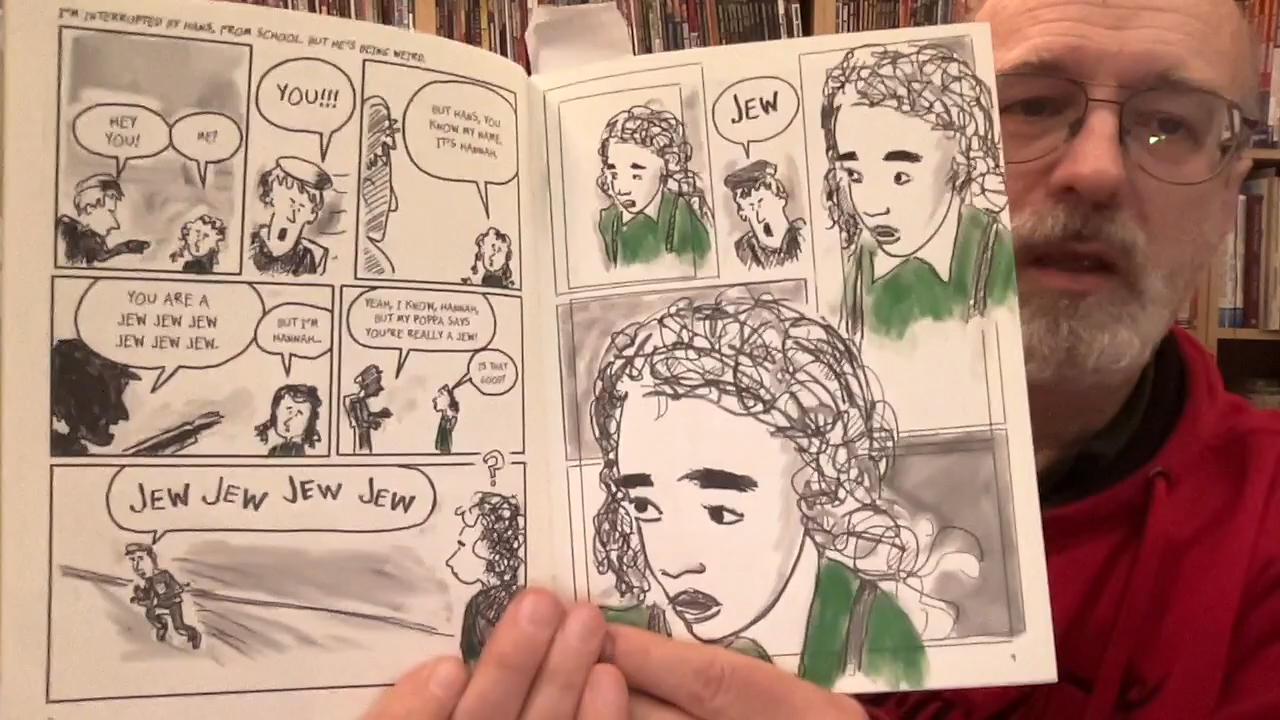 I'M INTERRUPTED BY HANS, FROM SCHOOL. BUT HE'S BEING WEIRD.
HEY
YOU!
ME?
YOU!!!
BUT HANS, YOU
KNOW MY NAME.
IT'S HANNAH.
YOU ARE A
JEW JEW JEW
JEW JEW JEW.
BUT I'M
HANNAH...
YEAH, I KNOW, HANNAH,
BUT MY POPPA SAYS
YOU'RE REALLY A JEW!
IS THAT
GOOD?
JEW JEW JEW JEW
?
JEW
9